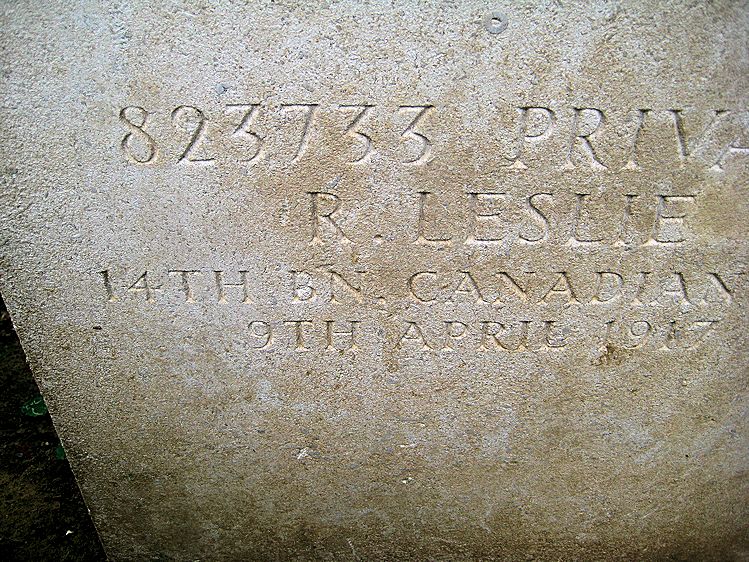 823733 PRIVA
R. LESLIE
14TH BN. CANADIAN
9TH APRIL 1917